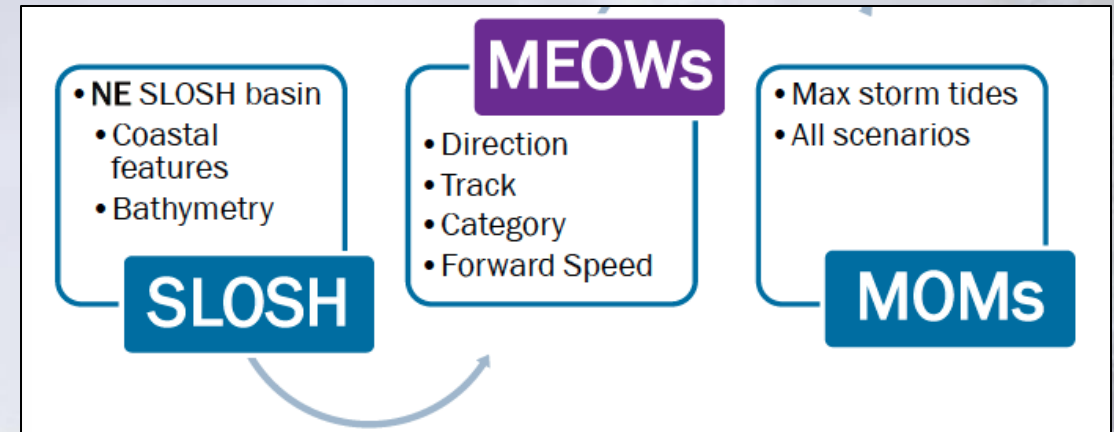 • NE SLOSH basin
• Coastal
features
• Bathymetry
SLOSH
MEOWs
• Direction
• Track
• Category
• Forward Speed
• Max storm tides
• All scenarios
MOMs